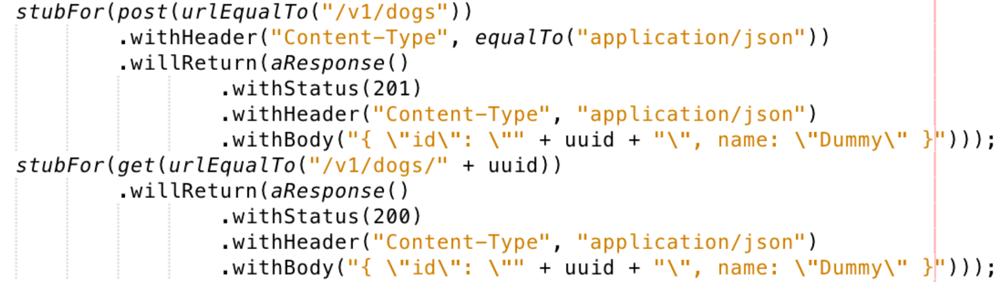 stubFor(post(urlEqualTo("/v1/dogs"))
.withHeader("Content-Type", equalTo("application/json"))
.willReturn(aResponse()
.withStatus(201)
.withHeader("Content-Type", "application/json")
.withBody("{ \"id\": \"" + uuid + "\", name: \"Dummy\" }")));
stubFor(get(urlEqualTo("/v1/dogs/" + uuid))
.willReturn(aResponse()
.withStatus(200)
.withHeader("Content-Type", "application/json")
.withBody("{ \"id\": \"" + uuid + "\", name: \"Dummy\" }")));